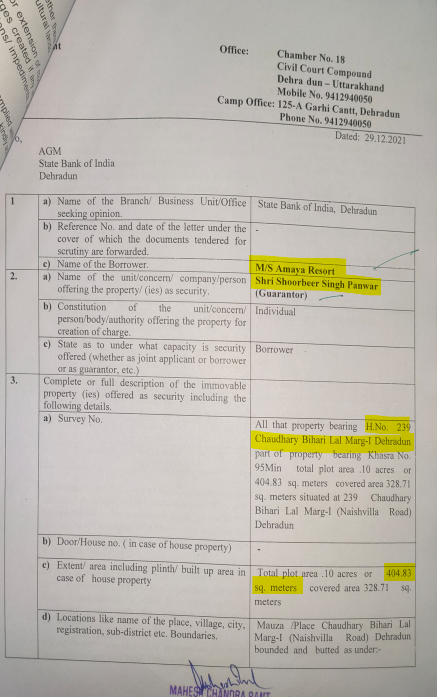 Office: Chamber No. 18
Civil Court Compound
Dehra dun – Uttarakhand
Mobile No. 9412940050
Camp Office: 125-A Garhi Cantt, Dehradun
Phone No. 9412940050
Dated: 29.12.2021
AGM
State Bank of India
Dehradun
1 a) Name of the Branch/ Business Unit/Office
seeking opinion.
State Bank of India, Dehradun
b) Reference No. and date of the letter under the
cover of which the documents tendered for
scrutiny are forwarded.
-
c) Name of the Borrower.
M/S Amaya Resort
2. a) Name of the unit/concern/ company/person
offering the property/ (ies) as security.
Shri Shoorbeer Singh Panwar
(Guarantor)
b) Constitution of the unit/concern/
person/body/authority offering the property for
creation of charge.
Individual
c) State as to under what capacity is security
offered (whether as joint applicant or borrower
or as guarantor, etc.)
Borrower
3. Complete or full description of the immovable
property (ies) offered as security including the
following details.
a) Survey No.
All that property bearing H.No. 239
Chaudhary Bihari Lal Marg-I Dehradun
part of property bearing Khasra No.
95Min total plot area .10 acres or
404.83 sq. meters covered area 328.71
sq. meters situated at 239 Chaudhary
Bihari Lal Marg-I (Naishvilla Road)
Dehradun
b) Door/House no. ( in case of house property)
-
c) Extent/ area including plinth/ built up area in
case of house property
Total plot area .10 acres or 404.83
sq. meters covered area 328.71 sq.
meters
d) Locations like name of the place, village, city,
registration, sub-district etc. Boundaries.
Mauza /Place Chaudhary Bihari Lal
Marg-I (Naishvilla Road) Dehradun
bounded and butted as under:-
MAHESH CHANDRA PANT